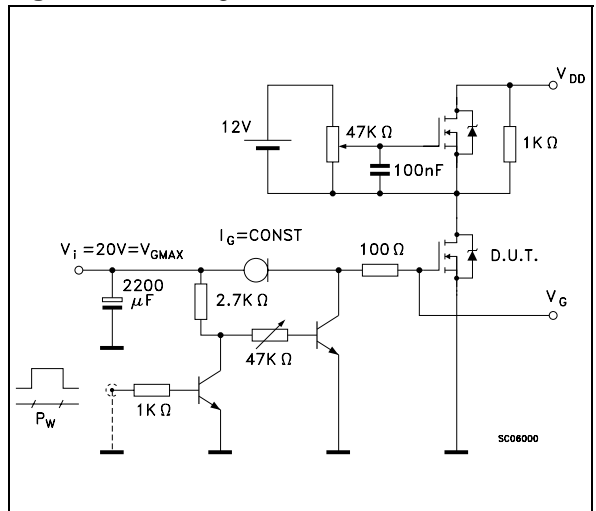 V DD
12V
47K Ω
1K Ω
100nF
V i =20V=V GMAX
I G =CONST
100 Ω
D.U.T.
2200
μF
2.7K Ω
V G
47K Ω
1K Ω
P W
SC06000